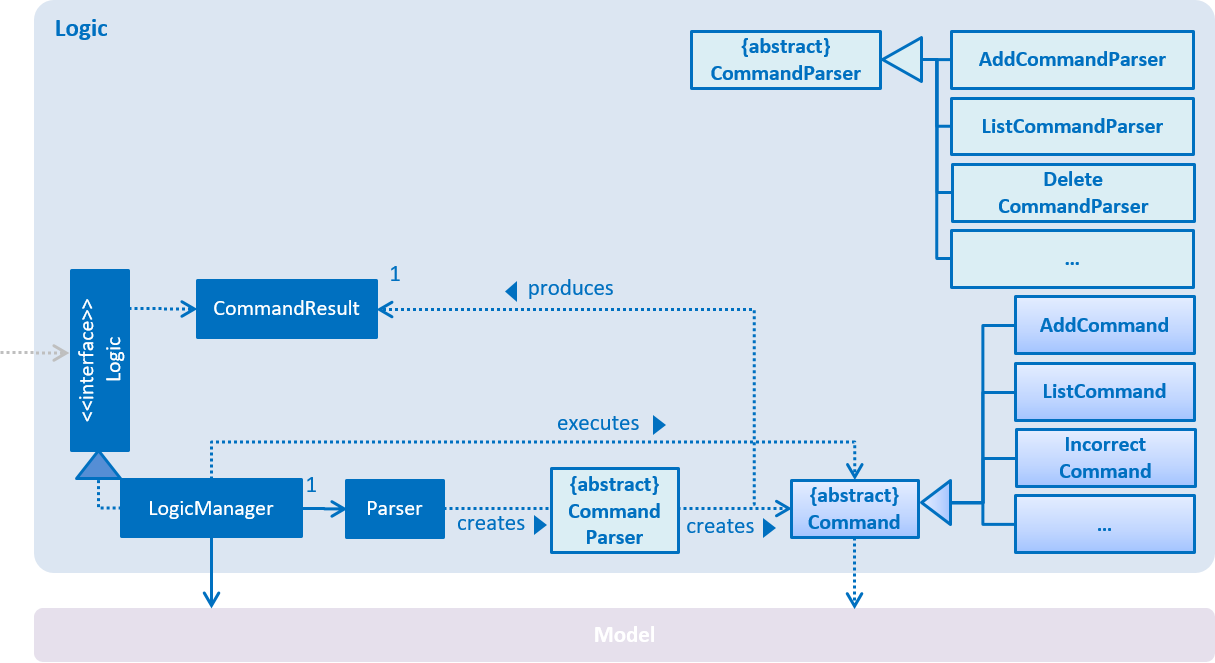 Logic
{abstract}
CommandParser
AddCommandParser
ListCommandParser
Delete
CommandParser
...
<<interface>>
Logic
CommandResult
1
produces
AddCommand
ListCommand
Incorrect
Command
...
executes
LogicManager
1
Parser
creates
{abstract}
Command
Parser
creates
{abstract}
Command
Model